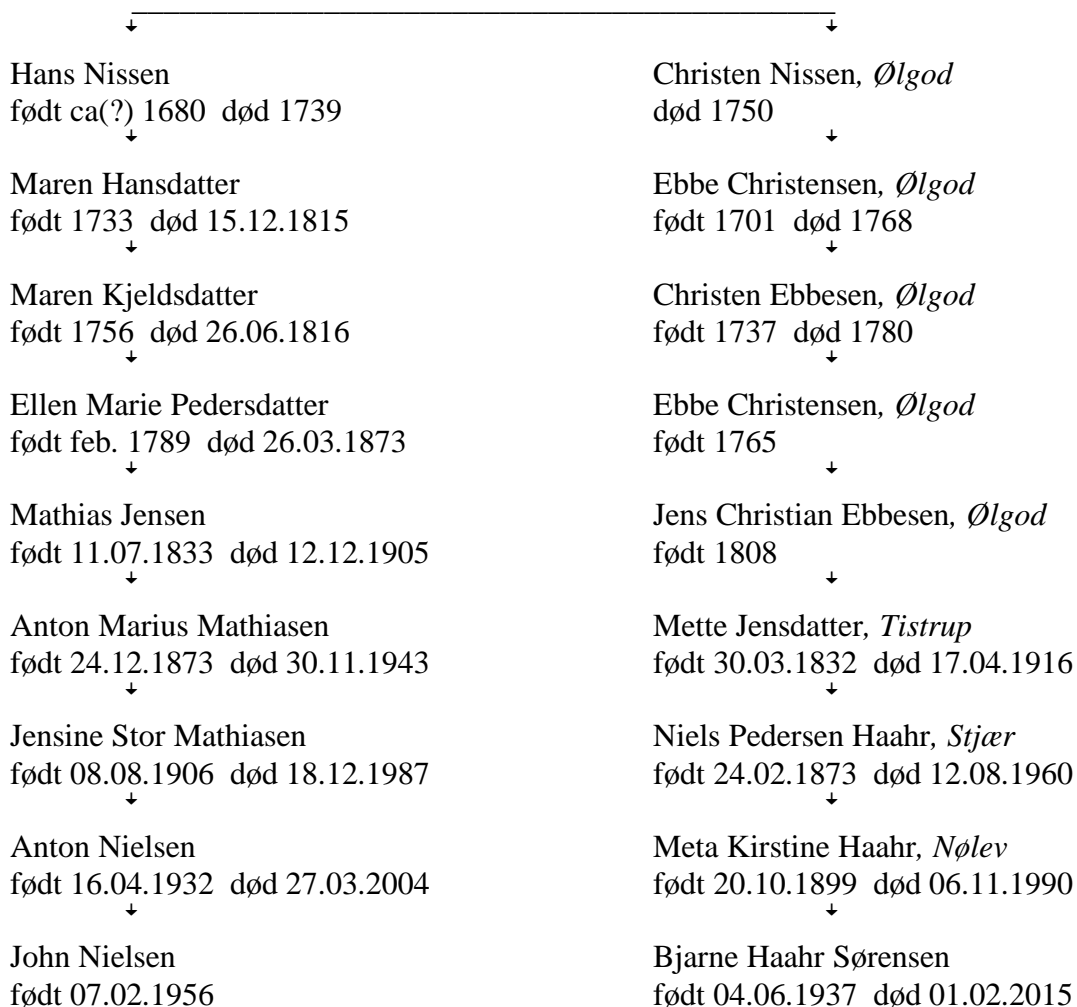 Hans Nissen
født ca(?) 1680 død 1739
Maren Hansdatter
født 1733 død 15.12.1815
Maren Kjeldsdatter
født 1756 død 26.06.1816
Ellen Marie Pedersdatter
født feb. 1789 død 26.03.1873
Mathias Jensen
født 11.07.1833 død 12.12.1905
Anton Marius Mathiasen
født 24.12.1873 død 30.11.1943
Jensine Stor Mathiasen
født 08.08.1906 død 18.12.1987
Anton Nielsen
født 16.04.1932 død 27.03.2004
John Nielsen
født 07.02.1956
Christen Nissen, Ølgod
død 1750
Ebbe Christensen, Ølgod
født 1701 død 1768
Christen Ebbesen, Ølgod
født 1737 død 1780
Ebbe Christensen, Ølgod
født 1765
Jens Christian Ebbesen, Ølgod
født 1808
Mette Jensdatter, Tistrup
født 30.03.1832 død 17.04.1916
Niels Pedersen Haahr, Stjær
født 24.02.1873 død 12.08.1960
Meta Kirstine Haahr, Nølev
født 20.10.1899 død 06.11.1990
Bjarne Haahr Sørensen
født 04.06.1937 død 01.02.2015